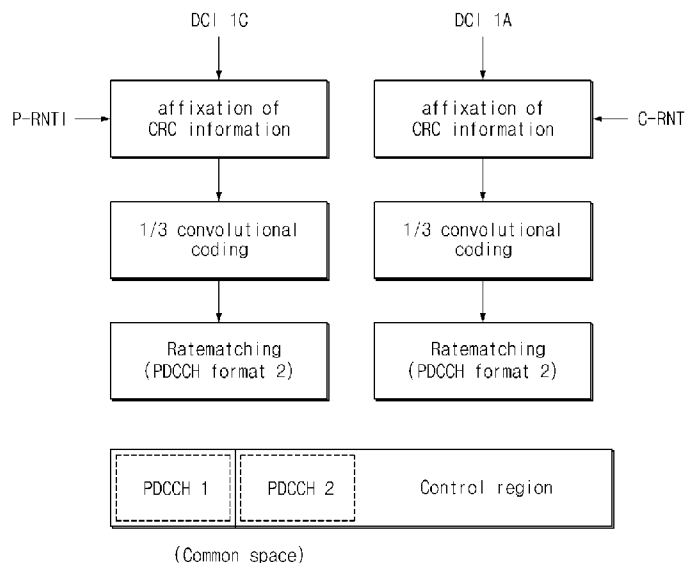 DCI 1C
DCI 1A
P-RNTI
affixation of
CRC information
affixation of
CRC information
C-RNT
1/3 convolutional
coding
1/3 convolutional
coding
Ratematching
(PDCCH format 2)
Ratematching
(PDCCH format 2)
PDCCH 1
PDCCH 2
Control region
(Common space)